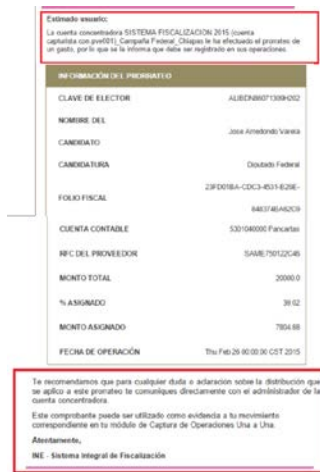 Estimado usuario:
La cuenta concentradora SISTEMA FISCALIZACIÓN 2015 (cuenta
capturista.con.pve001)_Campaña Federal_Chiapas le ha efectuado el prorrateo de
un gasto, por lo que se le informa que debe ser registrado en sus operaciones
INFORMACIÓN DEL PRORRATEO
CLAVE DE ELECTOR
NOMBRE DEL
CANDIDATO
Jose Arredondo Varela
CANDIDATURA
Diputado Federal
FOLIO FISCAL
CUENTA CONTABLE
5301040000 Pancartas
RFC DEL PROVEEDOR
SAME750122C45
MONTO TOTAL
20000.0
% ASIGNADO
39.02
MONTO ASIGNADO
7804.88
FECHA DE OPERACIÓN
Thu Feb 26 00:00:00 CST 2015
Te recomendamos que para cualquier duda o aclaración sobre la distribución que
se aplico a este prorrateo te comuniques directamente con el administrador de la
cuenta concentradora.
Este comprobante puede ser utilizado como evidencia a tu movimiento
correspondiente en tu módulo de Captura de Operaciones Una a Una.
Atentamente,
INE - Sistema Integral de Fiscalización